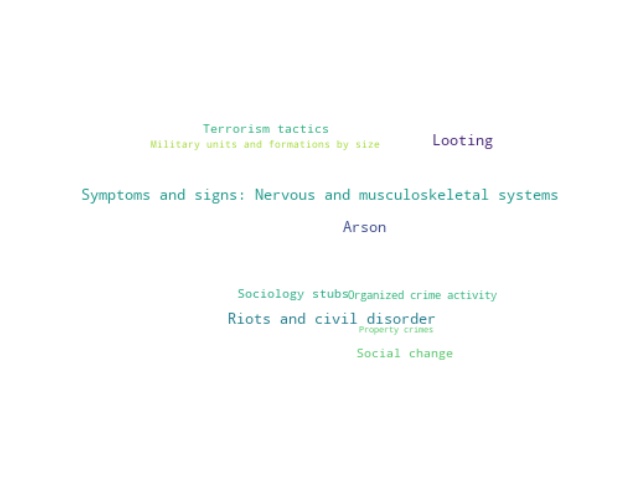 Terrorism tactics
Military units and formations by size
Looting
Symptoms and signs: Nervous and musculoskeletal systems
Arson
Sociology stubs
Organized crime activity
Riots and civil disorder
Property crimes
Social change